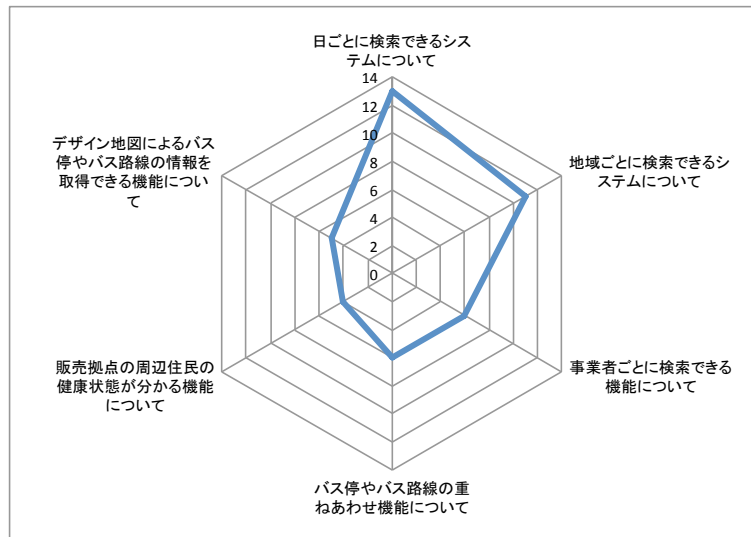 日ごとに検索できるシス
テムについて
14
12
10
8
6
4
2
0
地域ごとに検索できるシ
ステムについて
事業者ごとに検索できる
機能について
バス停やバス路線の重
ねあわせ機能について
販売拠点の周辺住民の
健康状態が分かる機能
について
デザイン地図によるバス
停やバス路線の情報を
取得できる機能につい
て